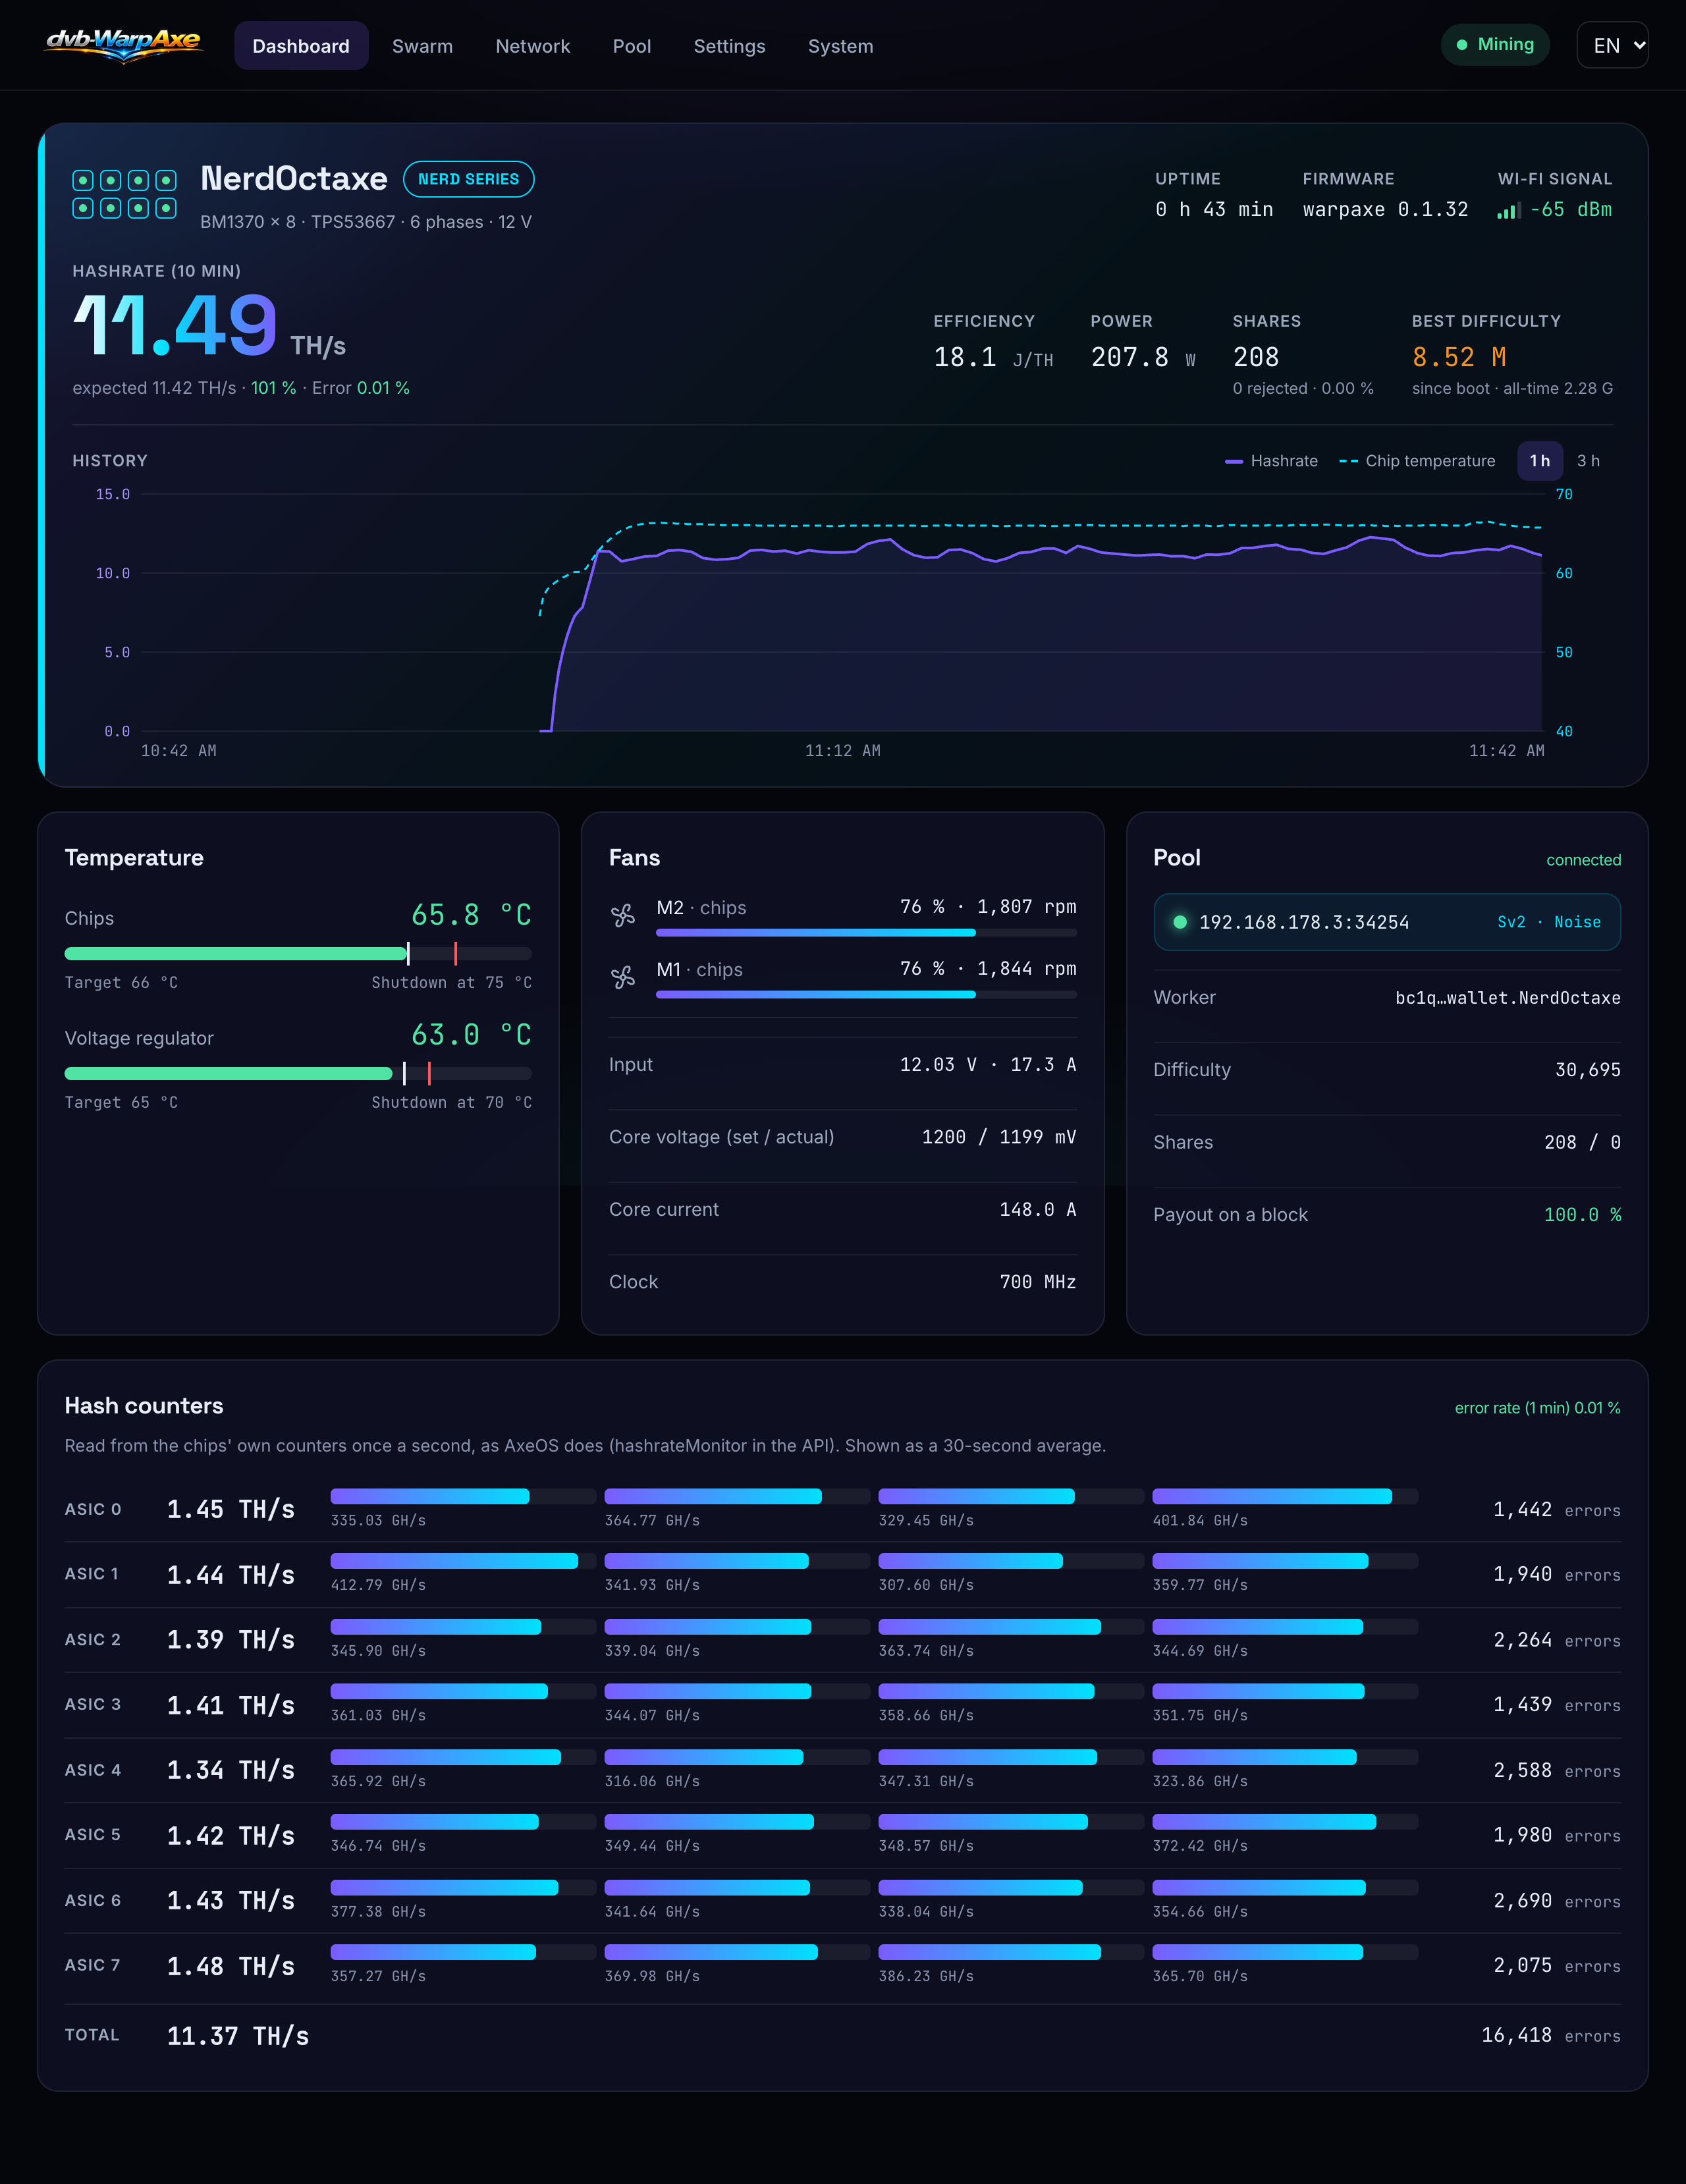 dvb-WarpAxe Dashboard Swarm Network Pool Settings System Mining EN
NerdOctaxe NERD SERIES
BM1370 × 8 · TPS53667 · 6 phases · 12 V
UPTIME FIRMWARE WI-FI SIGNAL
0 h 43 min warpaxe 0.1.32 -65 dBm
HASHRATE (10 MIN)
11.49 TH/s
expected 11.42 TH/s · 101 % · Error 0.01 %
EFFICIENCY POWER SHARES BEST DIFFICULTY
18.1 J/TH 207.8 W 208 8.52 M
0 rejected · 0.00 % since boot · all-time 2.28 G
HISTORY Hashrate Chip temperature 1 h 3 h
15.0 70
10.0 60
5.0 50
0.0 40
10:42 AM 11:12 AM 11:42 AM
Temperature
Chips 65.8 °C
Target 66 °C Shutdown at 75 °C
Voltage regulator 63.0 °C
Target 65 °C Shutdown at 70 °C
Fans
M2 · chips 76 % · 1,807 rpm
M1 · chips 76 % · 1,844 rpm
Input 12.03 V · 17.3 A
Core voltage (set / actual) 1200 / 1199 mV
Core current 148.0 A
Clock 700 MHz
Pool connected
192.168.178.3:34254 Sv2 · Noise
Worker bc1q…wallet.NerdOctaxe
Difficulty 30,695
Shares 208 / 0
Payout on a block 100.0 %
Hash counters error rate (1 min) 0.01 %
Read from the chips' own counters once a second, as AxeOS does (hashrateMonitor in the API). Shown as a 30-second average.
ASIC 0 1.45 TH/s 335.03 GH/s 364.77 GH/s 329.45 GH/s 401.84 GH/s 1,442 errors
ASIC 1 1.44 TH/s 412.79 GH/s 341.93 GH/s 307.60 GH/s 359.77 GH/s 1,940 errors
ASIC 2 1.39 TH/s 345.90 GH/s 339.04 GH/s 363.74 GH/s 344.69 GH/s 2,264 errors
ASIC 3 1.41 TH/s 361.03 GH/s 344.07 GH/s 358.66 GH/s 351.75 GH/s 1,439 errors
ASIC 4 1.34 TH/s 365.92 GH/s 316.06 GH/s 347.31 GH/s 323.86 GH/s 2,588 errors
ASIC 5 1.42 TH/s 346.74 GH/s 349.44 GH/s 348.57 GH/s 372.42 GH/s 1,980 errors
ASIC 6 1.43 TH/s 377.38 GH/s 341.64 GH/s 338.04 GH/s 354.66 GH/s 2,690 errors
ASIC 7 1.48 TH/s 357.27 GH/s 369.98 GH/s 386.23 GH/s 365.70 GH/s 2,075 errors
TOTAL 11.37 TH/s 16,418 errors